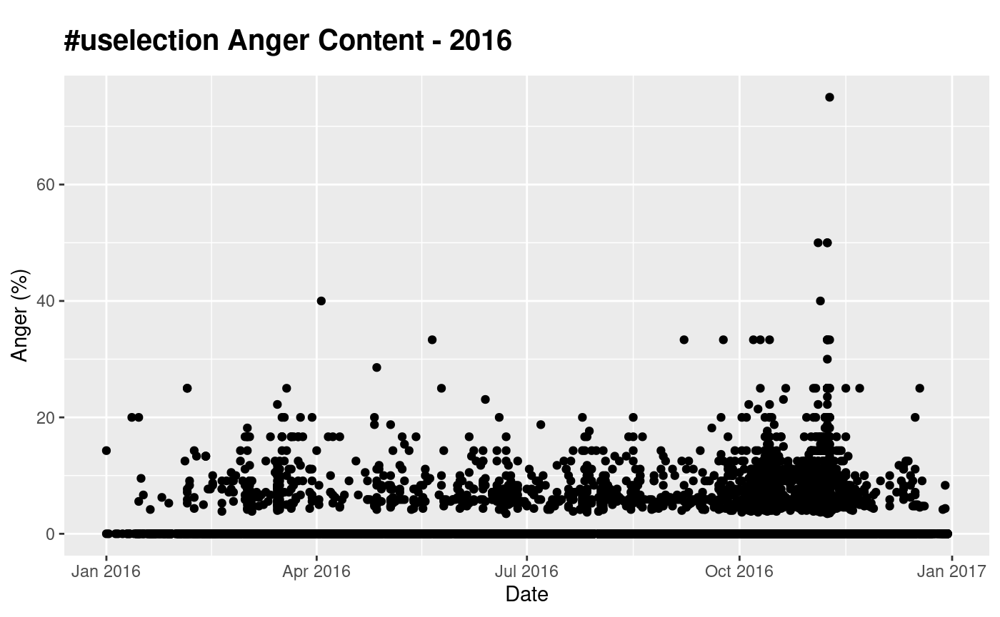 #uselection Anger Content - 2016
Anger (%)
60
40
20
0
Jan 2016 Apr 2016 Jul 2016 Oct 2016 Jan 2017
Date